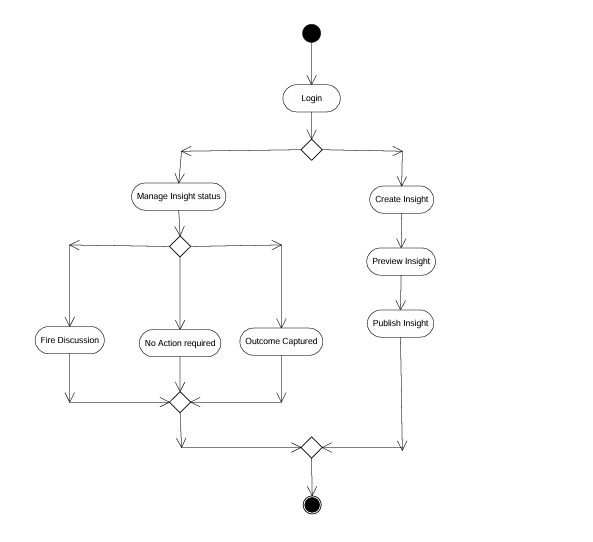 Login
Manage Insight status
Create Insight
Preview Insight
Publish Insight
Fire Discussion
No Action required
Outcome Captured